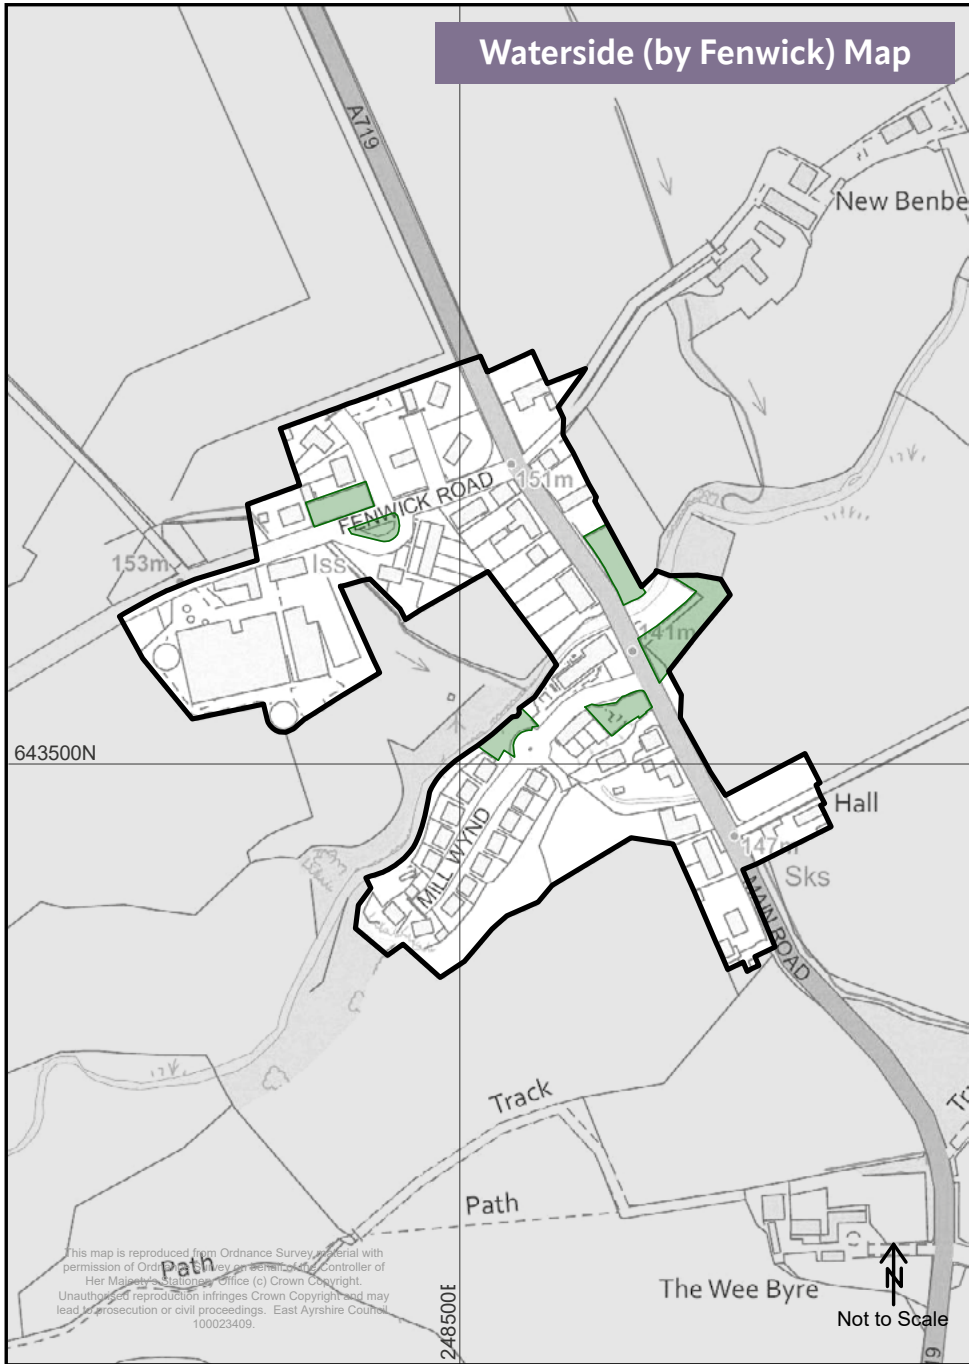 Waterside (by Fenwick) Map
A719
New Benbe
151m
FENWICK ROAD
153m
Iss
141m
643500N
Hall
147m
Sks
MILL WYND
MAIN ROAD
Track
Path
Path
The Wee Byre
This map is reproduced from Ordnance Survey material with
permission of Ordnance Survey on behalf of the Controller of
Her Majesty's Stationery Office (c) Crown Copyright.
Unauthorised reproduction infringes Crown Copyright and may
lead to prosecution or civil proceedings. East Ayrshire Council
100023409.
248500E
N
Not to Scale